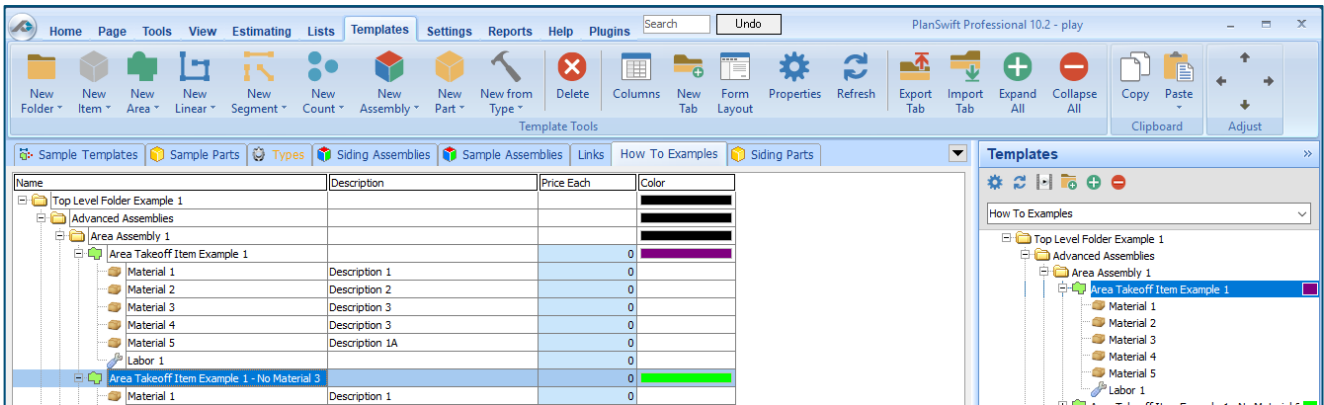 Home Page Tools View Estimating Lists Templates Settings Reports Help Plugins Search Undo PlanSwift Professional 10.2 - play
New Folder
New Item
New Area
New Linear
New Segment
New Count
New Assembly
New Part
New from Type
Delete
Columns
New Tab
Form Layout
Properties
Refresh
Export Tab
Import Tab
Expand All
Collapse All
Copy
Paste
Template Tools Clipboard Adjust
Sample Templates Sample Parts Types Siding Assemblies Sample Assemblies Links How To Examples Siding Parts
Name Description Price Each Color
Top Level Folder Example 1
Advanced Assemblies
Area Assembly 1
Area Takeoff Item Example 1 0
Material 1 Description 1 0
Material 2 Description 2 0
Material 3 Description 3 0
Material 4 Description 3 0
Material 5 Description 1A 0
Labor 1 0
Area Takeoff Item Example 1 - No Material 3 0
Material 1 Description 1 0
Templates
How To Examples
Top Level Folder Example 1
Advanced Assemblies
Area Assembly 1
Area Takeoff Item Example 1
Material 1
Material 2
Material 3
Material 4
Material 5
Labor 1